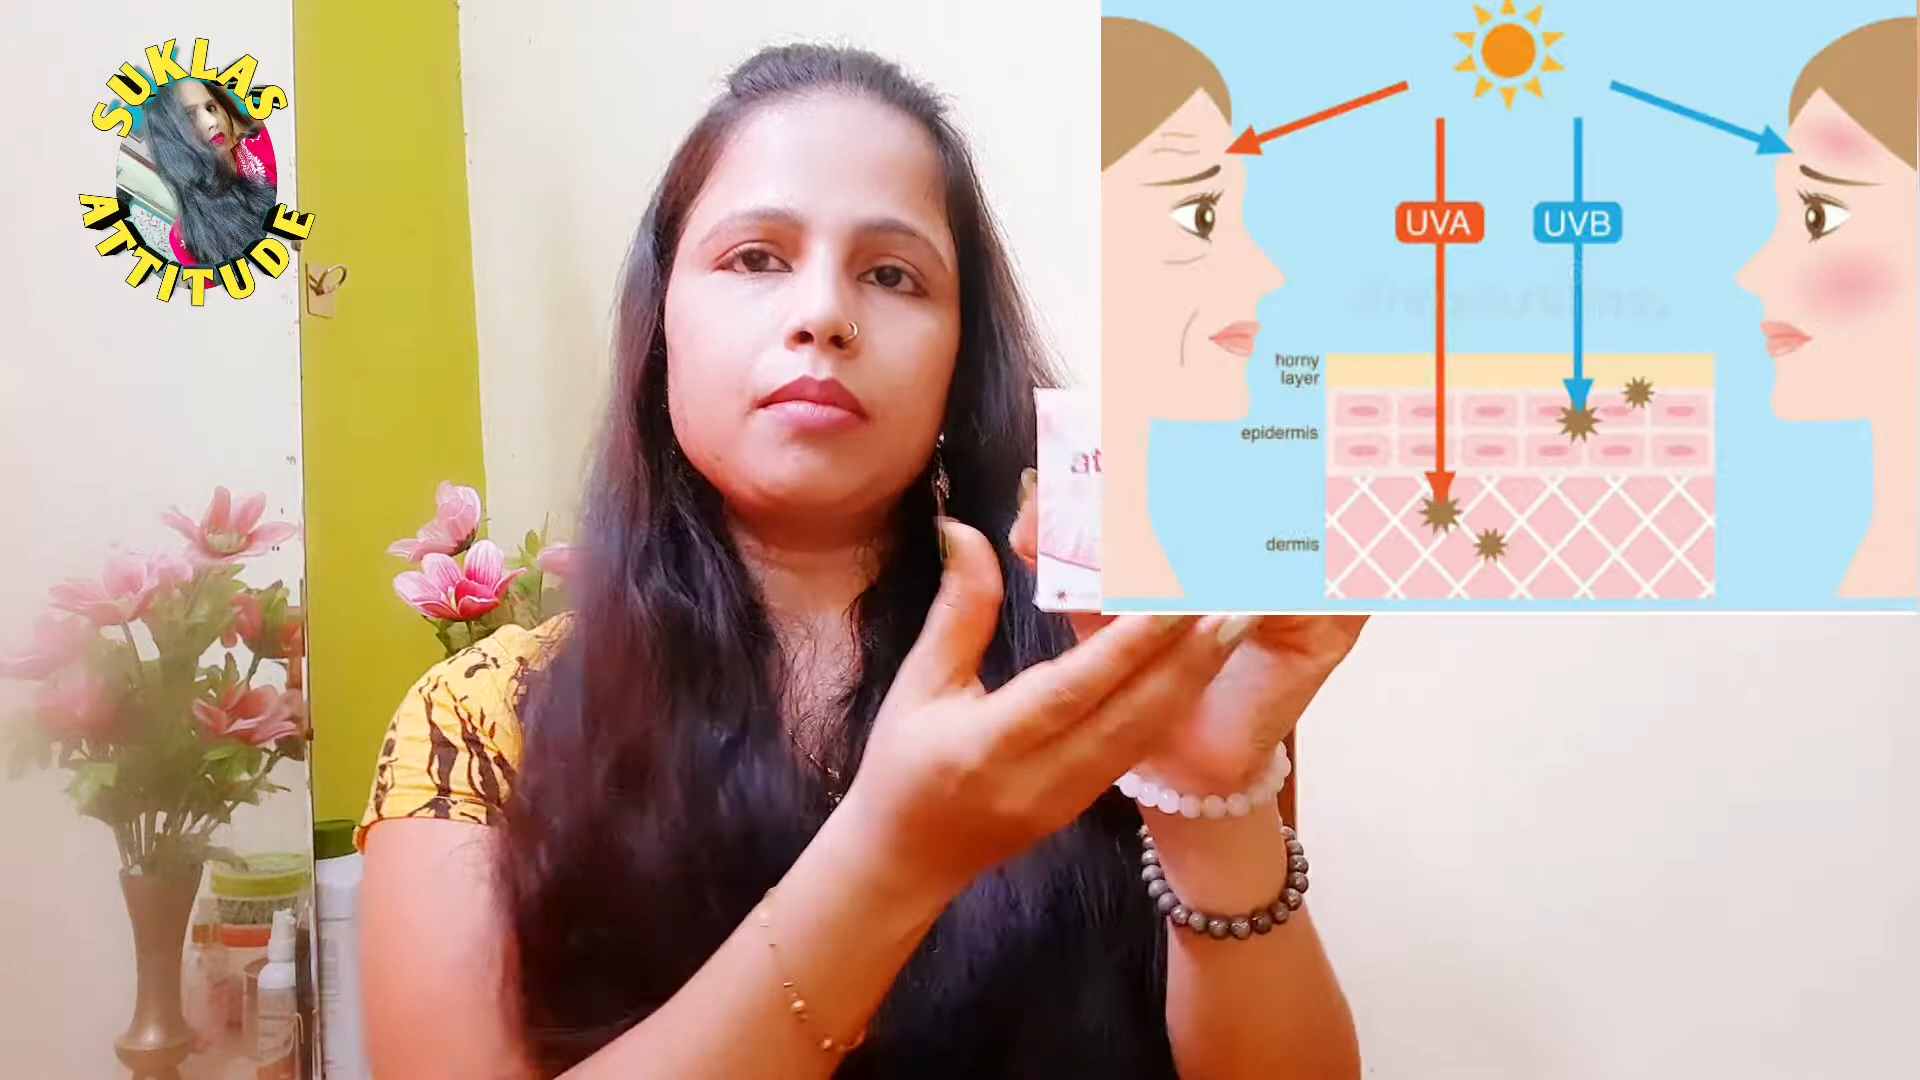 SUKLAS
ATTITUDE
UVA
UVB
horny
layer
epidermis
dermis